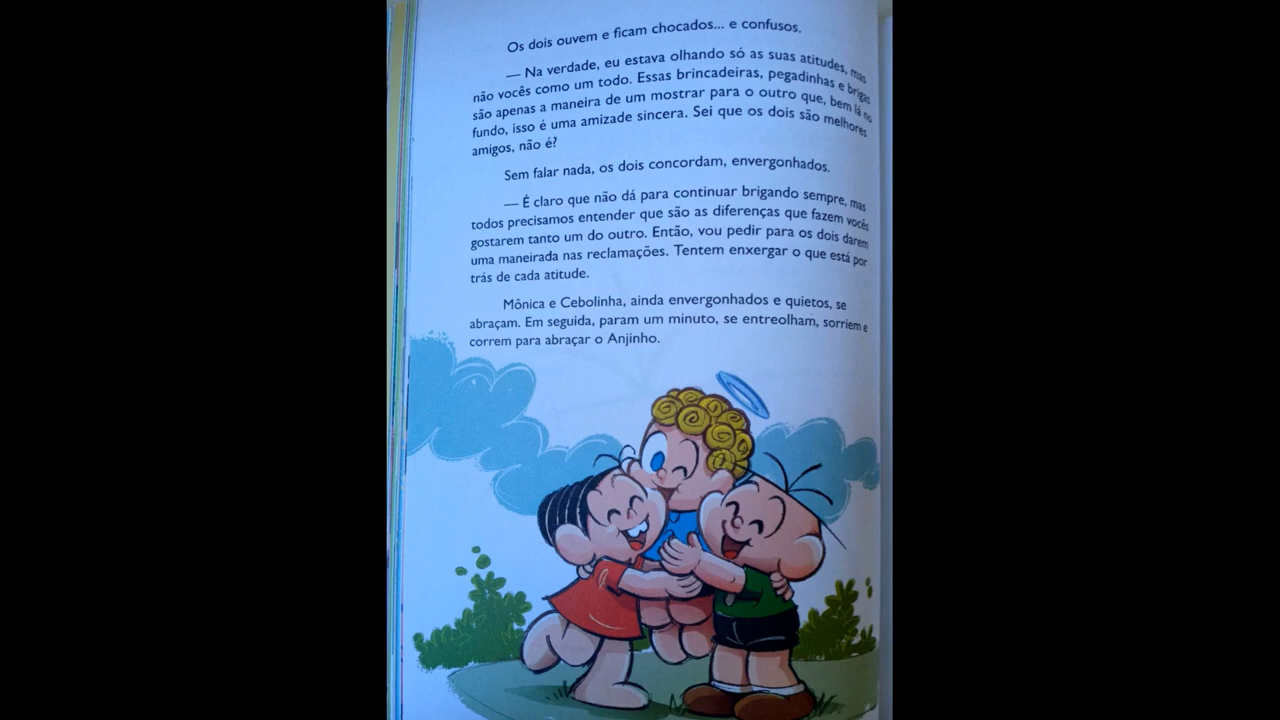 Os dois ouvem e ficam chocados... e confusos.
— Na verdade, eu estava olhando só as suas atitudes, mas
não vocês como um todo. Essas brincadeiras, pegadinhas e brigas
são apenas a maneira de um mostrar para o outro que, bem lá no
fundo, isso é uma amizade sincera. Sei que os dois são melhores
amigos, não é?
Sem falar nada, os dois concordam, envergonhados.
— É claro que não dá para continuar brigando sempre, mas
todos precisamos entender que são as diferenças que fazem vocês
gostarem tanto um do outro. Então, vou pedir para os dois darem
uma maneirada nas reclamações. Tentem enxergar o que está por
trás de cada atitude.
Mônica e Cebolinha, ainda envergonhados e quietos, se
abraçam. Em seguida, param um minuto, se entreolham, sorriem e
correm para abraçar o Anjinho.